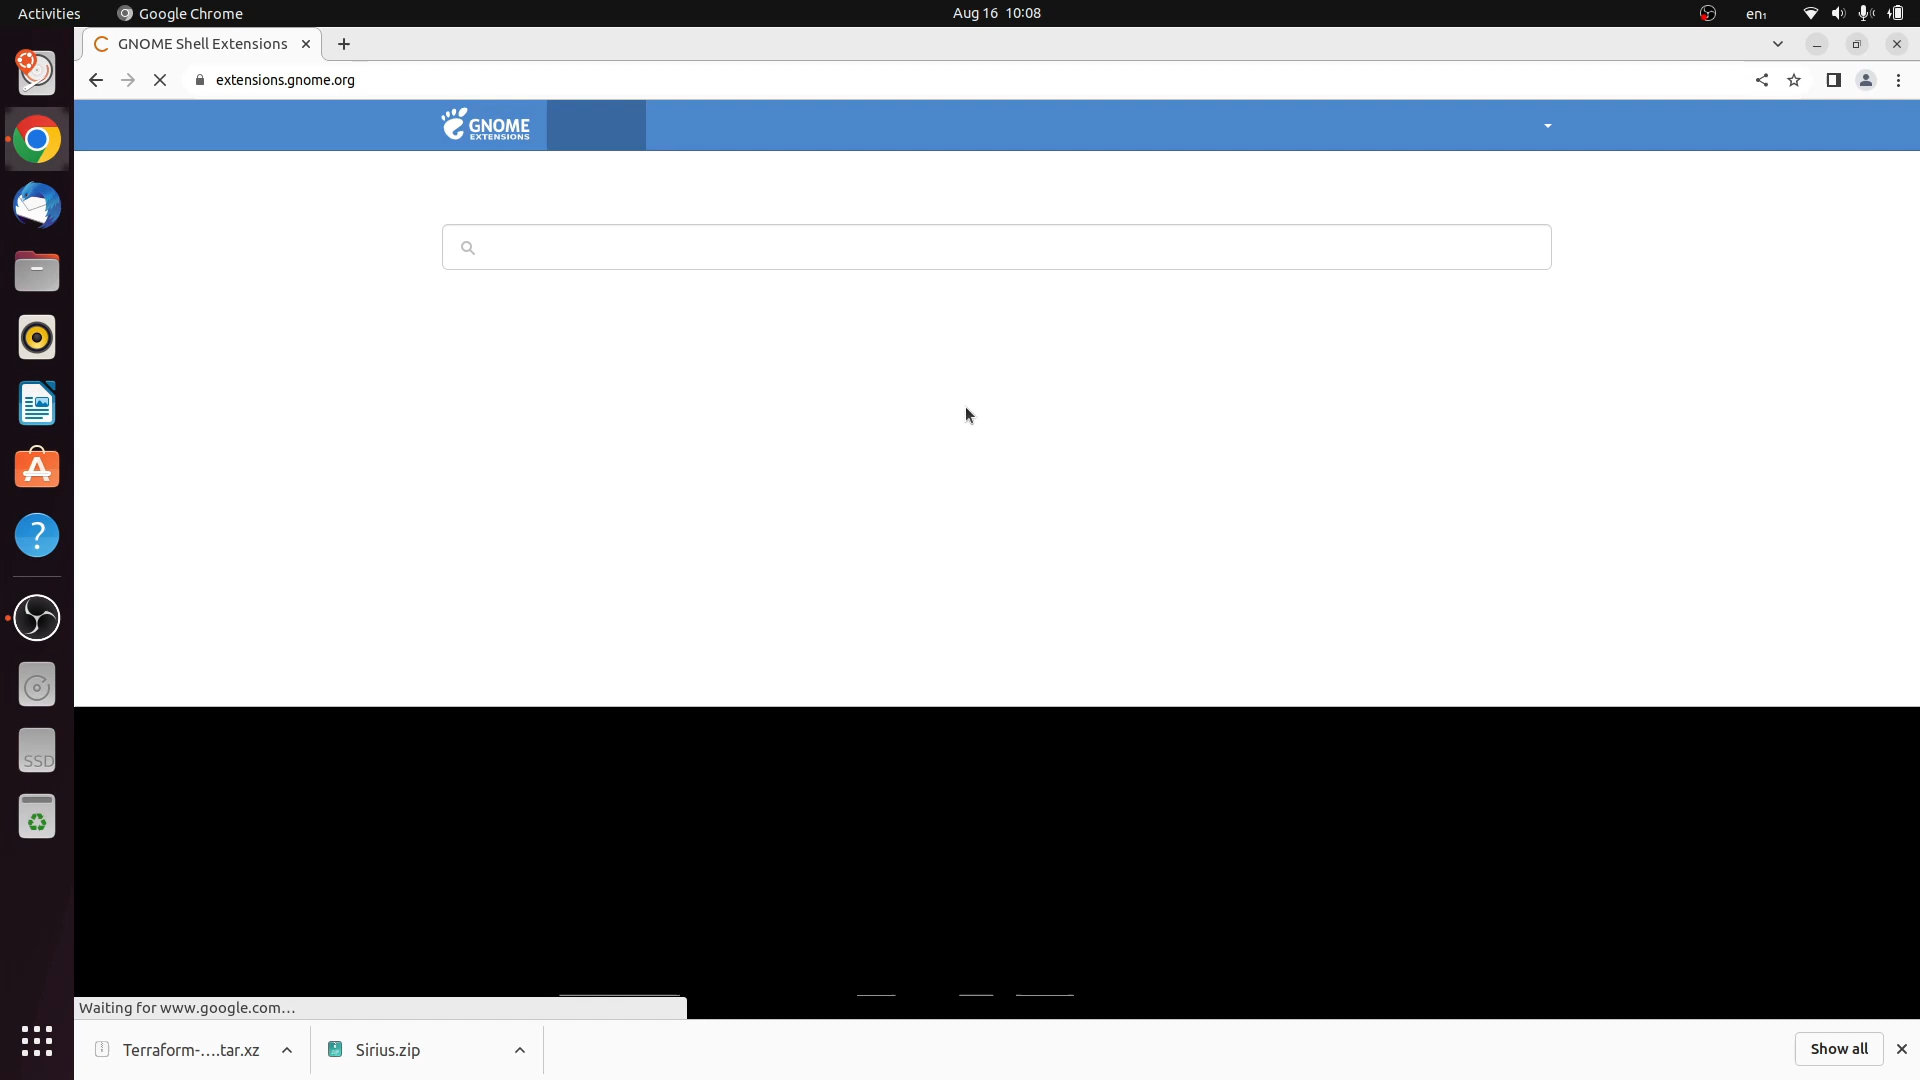 Activities
Google Chrome
Aug 16 10:08
en₁
GNOME Shell Extensions
extensions.gnome.org
GNOME
EXTENSIONS
SSD
Waiting for www.google.com...
Terraform-....tar.xz
Sirius.zip
Show all